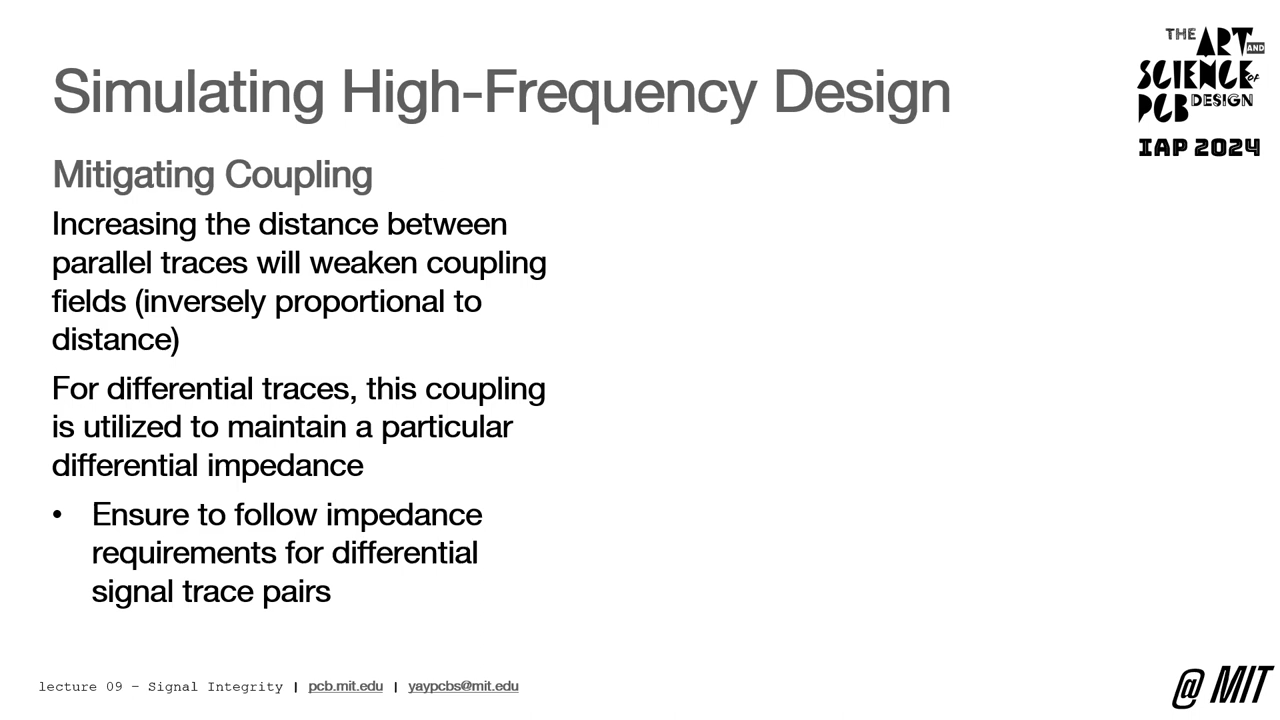 THE ART AND
SCIENCE OF
PCB DESIGN
IAP 2024
Simulating High-Frequency Design
Mitigating Coupling
Increasing the distance between
parallel traces will weaken coupling
fields (inversely proportional to
distance)
For differential traces, this coupling
is utilized to maintain a particular
differential impedance
• Ensure to follow impedance
requirements for differential
signal trace pairs
lecture 09 – Signal Integrity | pcb.mit.edu | yaypcbs@mit.edu
@ MIT